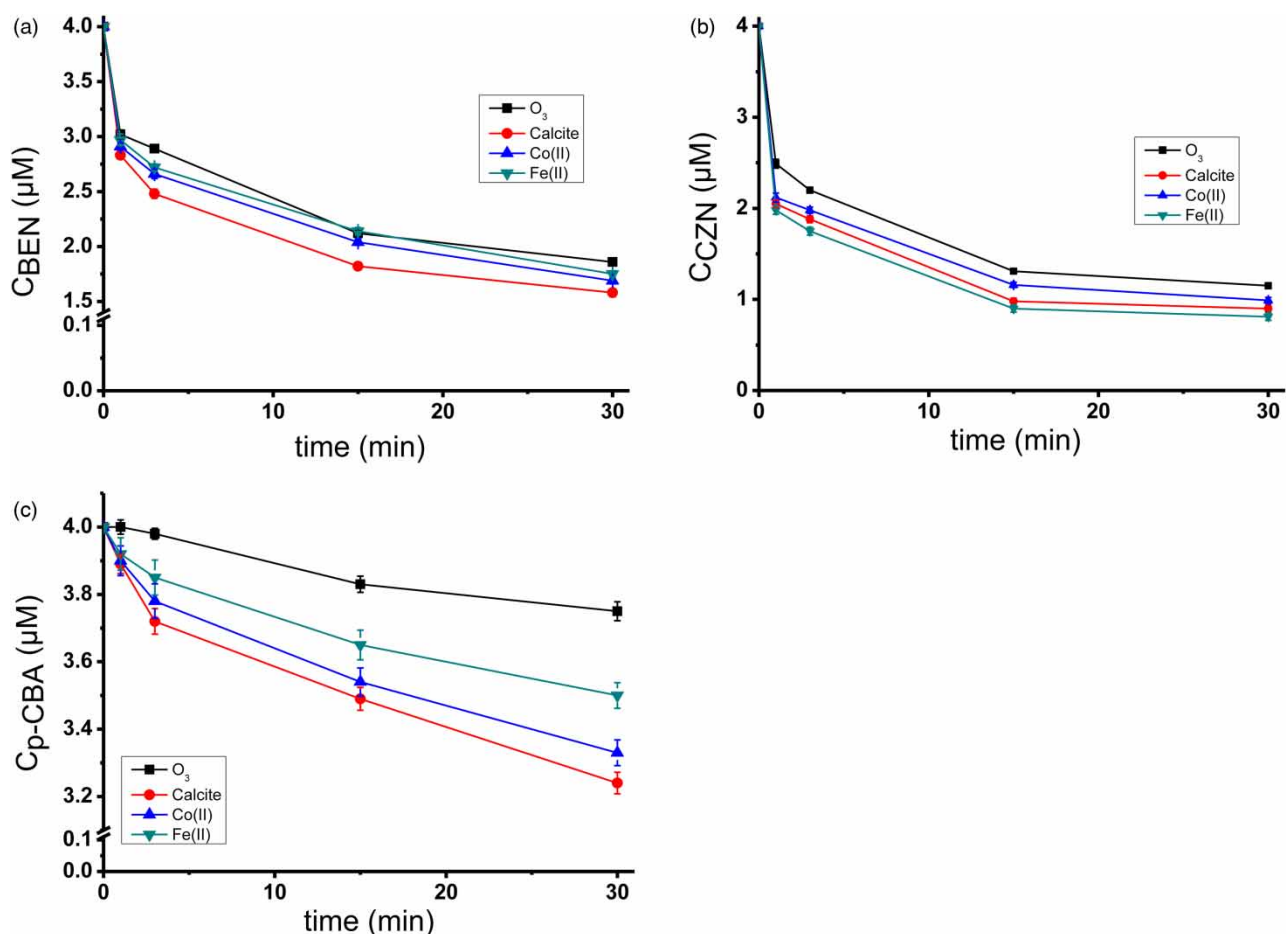 (a)
4.0
3.5
3.0
2.5
2.0
1.5
0.1
0.0
C_BEN (µM)
O₃
Calcite
Co(II)
Fe(II)
0 10 20 30
time (min)
(b)
4
3
2
1
0
C_CZN (µM)
O₃
Calcite
Co(II)
Fe(II)
0 10 20 30
time (min)
(c)
4.0
3.8
3.6
3.4
3.2
0.1
0.0
C_p-CBA (µM)
O₃
Calcite
Co(II)
Fe(II)
0 10 20 30
time (min)